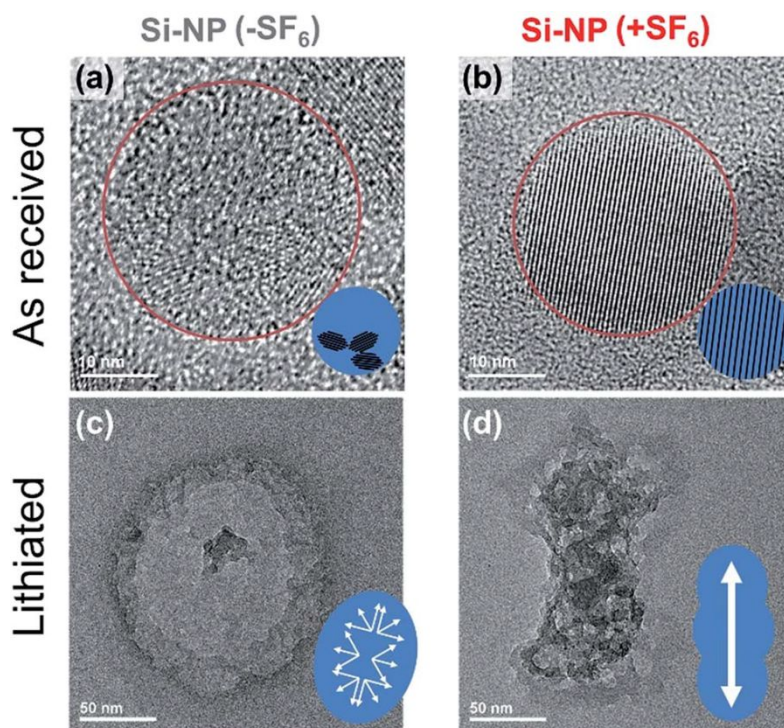 Si-NP (-SF₆)
Si-NP (+SF₆)
As received
(a)
10 nm
(b)
10 nm
Lithiated
(c)
50 nm
(d)
50 nm